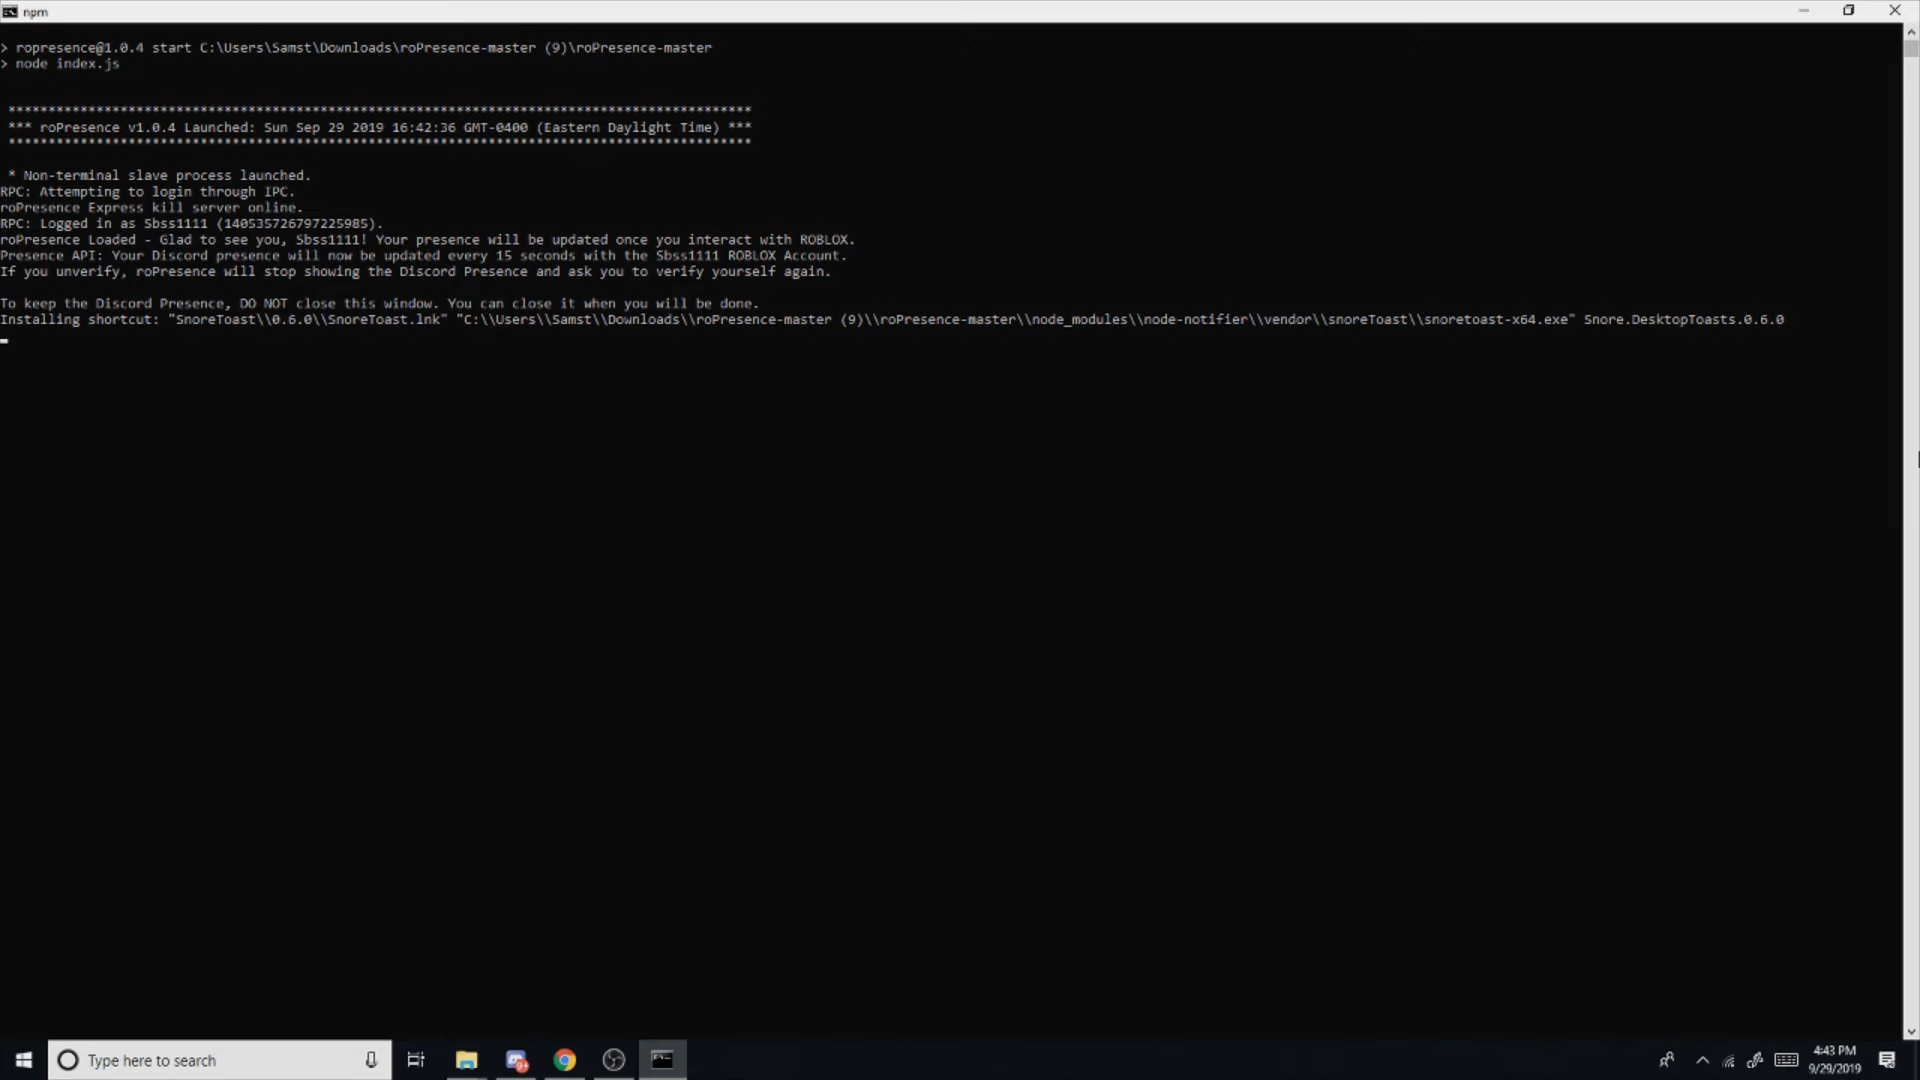 npm
> ropresence@1.0.4 start C:\Users\Samst\Downloads\roPresence-master (9)\roPresence-master
> node index.js
*********************************************************************************************
*** roPresence v1.0.4 Launched: Sun Sep 29 2019 16:42:36 GMT-0400 (Eastern Daylight Time) ***
*********************************************************************************************
* Non-terminal slave process launched.
RPC: Attempting to login through IPC.
roPresence Express kill server online.
RPC: Logged in as Sbss1111 (140535726797225985).
roPresence Loaded - Glad to see you, Sbss1111! Your presence will be updated once you interact with ROBLOX.
Presence API: Your Discord presence will now be updated every 15 seconds with the Sbss1111 ROBLOX Account.
If you unverify, roPresence will stop showing the Discord Presence and ask you to verify yourself again.
To keep the Discord Presence, DO NOT close this window. You can close it when you will be done.
Installing shortcut: "SnoreToast\\0.6.0\\SnoreToast.lnk" "C:\\Users\\Samst\\Downloads\\roPresence-master (9)\\roPresence-master\\node_modules\\node-notifier\\vendor\\snoreToast\\snoretoast-x64.exe" Snore.DesktopToasts.0.6.0
Type here to search
4:43 PM
9/29/2019